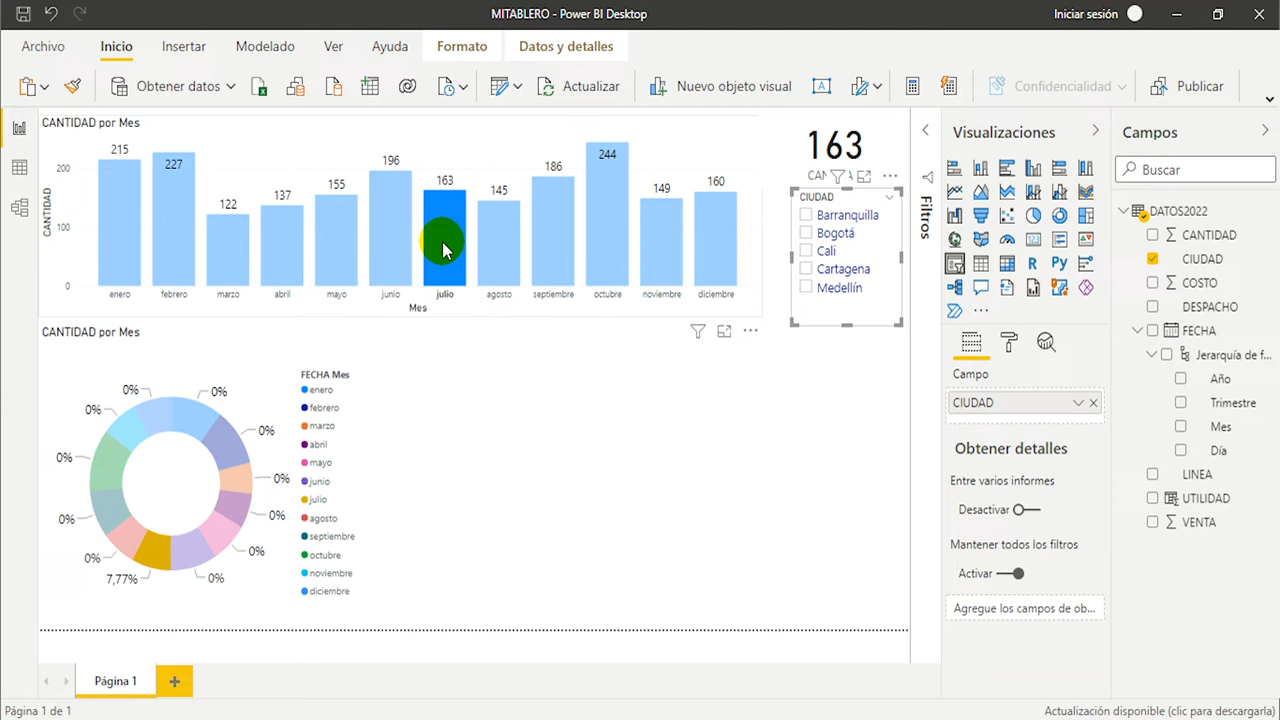 MITABLERO - Power BI Desktop
Iniciar sesión
Archivo
Inicio
Insertar
Modelado
Ver
Ayuda
Formato
Datos y detalles
Obtener datos
Actualizar
Nuevo objeto visual
Confidencialidad
Publicar
CANTIDAD por Mes
CANTIDAD
200
100
0
215
227
122
137
155
196
163
145
186
244
149
160
enero
febrero
marzo
abril
mayo
junio
julio
agosto
septiembre
octubre
noviembre
diciembre
Mes
163
CIUDAD
Barranquilla
Bogotá
Cali
Cartagena
Medellín
CANTIDAD por Mes
0%
0%
0%
0%
0%
0%
0%
0%
0%
0%
7,77%
0%
FECHA Mes
enero
febrero
marzo
abril
mayo
junio
julio
agosto
septiembre
octubre
noviembre
diciembre
Filtros
Visualizaciones
R
Py
123
Campo
CIUDAD
Obtener detalles
Entre varios informes
Desactivar
Mantener todos los filtros
Activar
Agregue los campos de ob...
Campos
Buscar
DATOS2022
CANTIDAD
CIUDAD
COSTO
DESPACHO
FECHA
Jerarquía de f...
Año
Trimestre
Mes
Día
LINEA
UTILIDAD
VENTA
Página 1
Página 1 de 1
Actualización disponible (clic para descargarla)